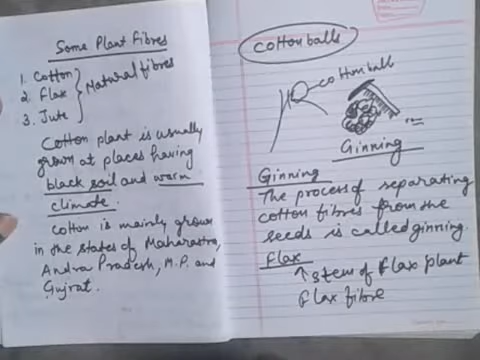 Some Plant Fibres
1. Cotton
2. Flax
3. Jute
Natural fibres
Cotton plant is usually
grown at places having
black soil and warm
climate.
Cotton is mainly grown
in the states of Maharastra,
Andra Pradesh, M.P. and
Gujrat.
Cotton balls
cotton ball
Ginning
Ginning
The process of separating
cotton fibres from the
seeds is called ginning.
Flax
↑ stem of flax plant
flax fibre